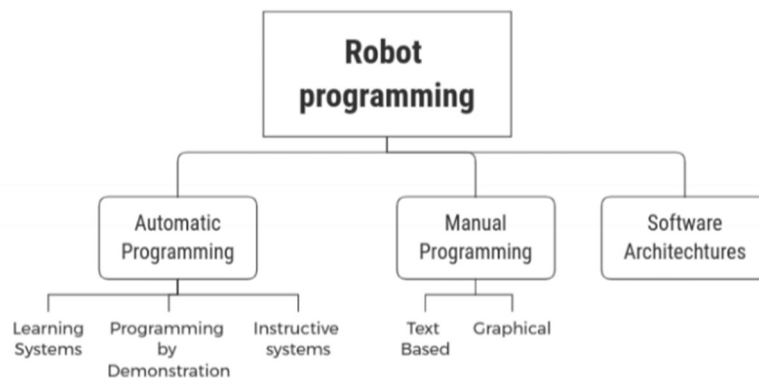 Robot
programming
Automatic
Programming
Manual
Programming
Software
Architechtures
Learning
Systems
Programming
by
Demonstration
Instructive
systems
Text
Based
Graphical